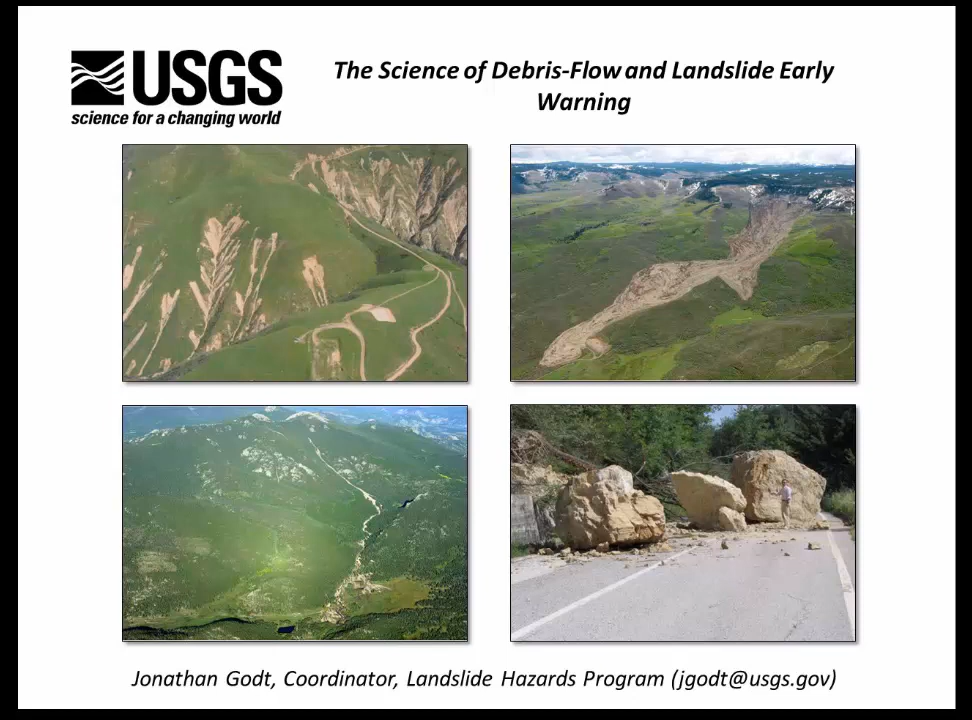 USGS
science for a changing world
The Science of Debris-Flow and Landslide Early
Warning
Jonathan Godt, Coordinator, Landslide Hazards Program (jgodt@usgs.gov)